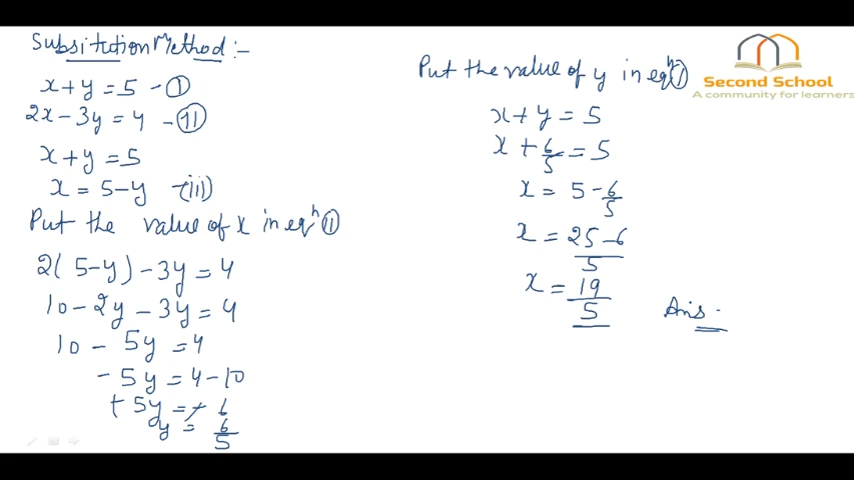 Subsitution Method :-
x + y = 5 - (I)
2x - 3y = 4 - (II)
x + y = 5
x = 5 - y -(iii)
Put the value of x in eqⁿ (II)
2( 5-y) - 3y = 4
10 - 2y - 3y = 4
10 - 5y = 4
- 5y = 4 - 10
+ 5y = + 6
y = 6/5
Put the value of y in eqⁿ (I)
x + y = 5
x + 6/5 = 5
x = 5 - 6/5
x = 25 - 6 / 5
x = 19/5
Ans.
Second School
A community for learners